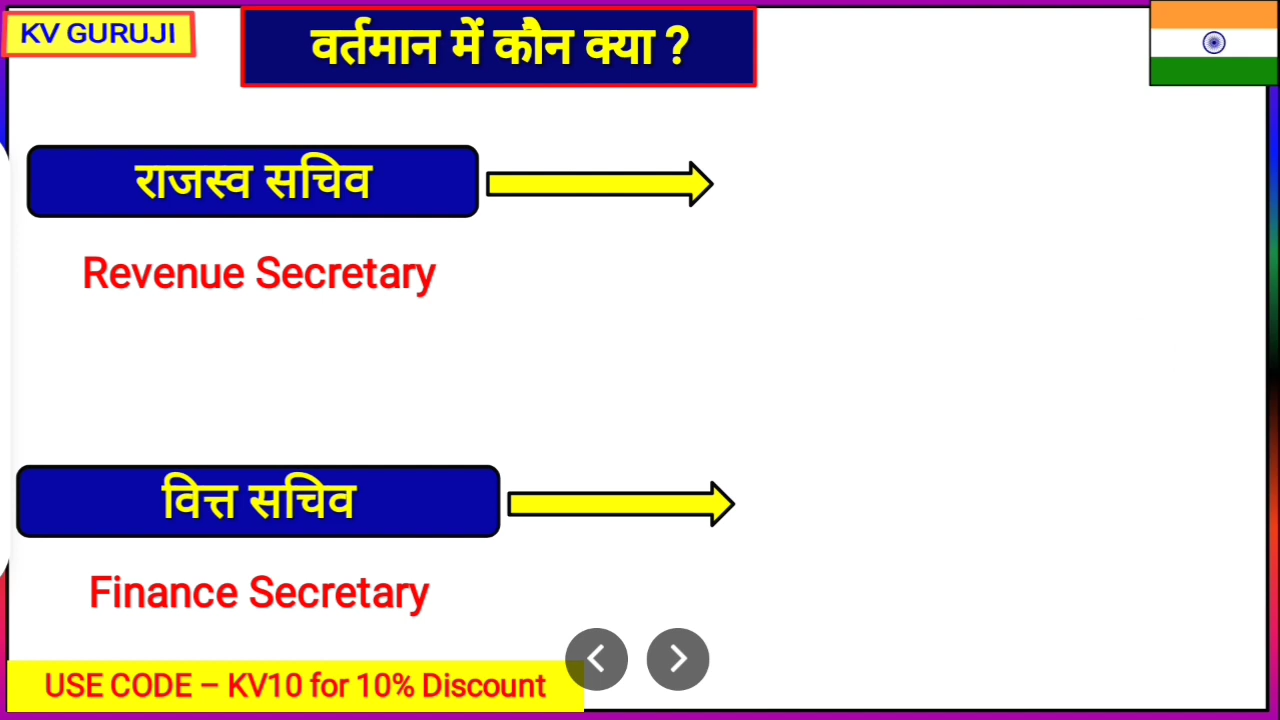 KV GURUJI
वर्तमान में कौन क्या ?
राजस्व सचिव
Revenue Secretary
वित्त सचिव
Finance Secretary
USE CODE – KV10 for 10% Discount